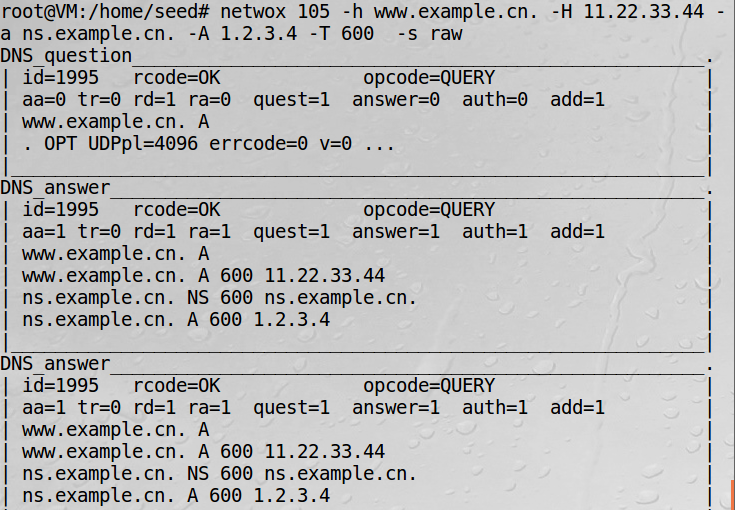 root@VM:/home/seed# netwox 105 -h www.example.cn. -H 11.22.33.44 -
a ns.example.cn. -A 1.2.3.4 -T 600  -s raw
DNS_question____________________________________________________.
| id=1995   rcode=OK             opcode=QUERY                   |
| aa=0 tr=0 rd=1 ra=0  quest=1  answer=0  auth=0  add=1         |
| www.example.cn. A                                             |
| . OPT UDPpl=4096 errcode=0 v=0 ...                            |
|_______________________________________________________________|
DNS_answer______________________________________________________.
| id=1995   rcode=OK             opcode=QUERY                   |
| aa=1 tr=0 rd=1 ra=1  quest=1  answer=1  auth=1  add=1         |
| www.example.cn. A                                             |
| www.example.cn. A 600 11.22.33.44                             |
| ns.example.cn. NS 600 ns.example.cn.                          |
| ns.example.cn. A 600 1.2.3.4                                  |
|_______________________________________________________________|
DNS_answer______________________________________________________.
| id=1995   rcode=OK             opcode=QUERY                   |
| aa=1 tr=0 rd=1 ra=1  quest=1  answer=1  auth=1  add=1         |
| www.example.cn. A                                             |
| www.example.cn. A 600 11.22.33.44                             |
| ns.example.cn. NS 600 ns.example.cn.                          |
| ns.example.cn. A 600 1.2.3.4                                  |